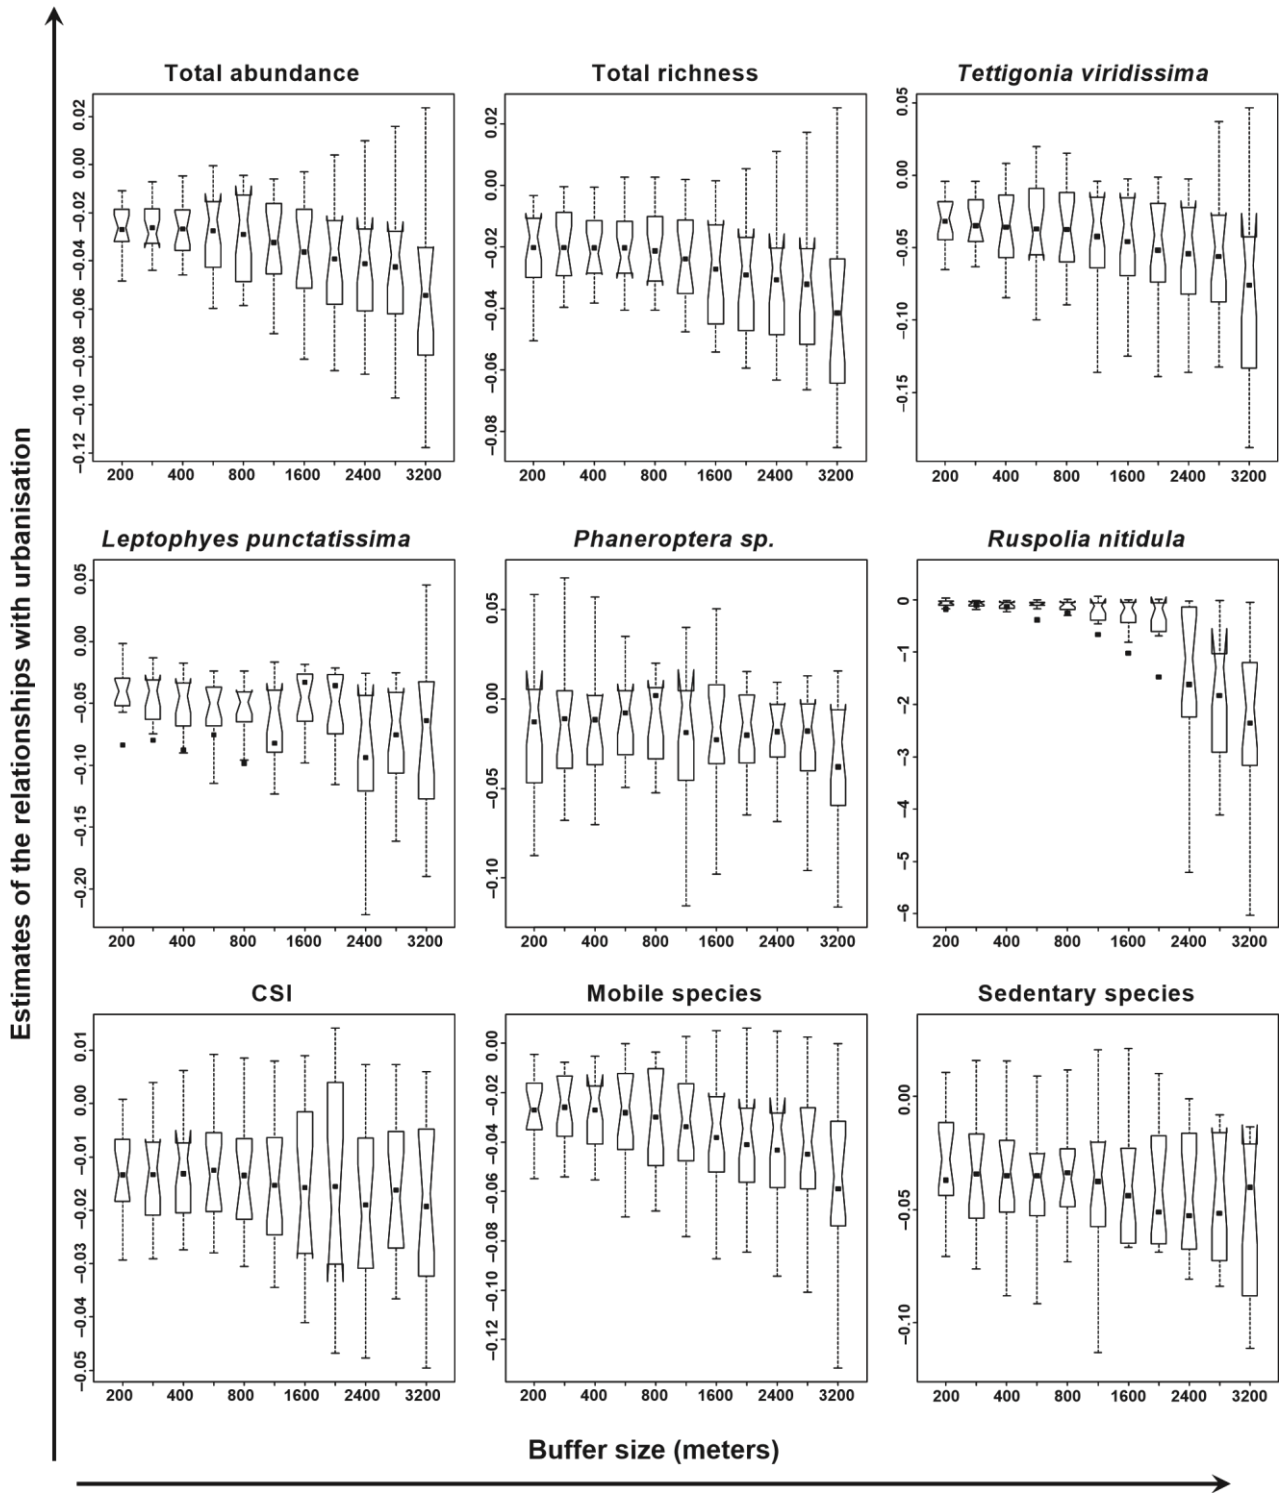 Estimates of the relationships with urbanisation
Total abundance
0.02
0.00
−0.02
−0.04
−0.06
−0.08
−0.10
−0.12
200 400 800 1600 2400 3200
Total richness
0.02
0.00
−0.02
−0.04
−0.06
−0.08
200 400 800 1600 2400 3200
Tettigonia viridissima
0.05
0.00
−0.05
−0.10
−0.15
200 400 800 1600 2400 3200
Leptophyes punctatissima
0.05
0.00
−0.05
−0.10
−0.15
−0.20
200 400 800 1600 2400 3200
Phaneroptera sp.
0.05
0.00
−0.05
−0.10
200 400 800 1600 2400 3200
Ruspolia nitidula
0
−1
−2
−3
−4
−5
−6
200 400 800 1600 2400 3200
CSI
0.01
0.00
−0.01
−0.02
−0.03
−0.04
−0.05
200 400 800 1600 2400 3200
Mobile species
0.00
−0.02
−0.04
−0.06
−0.08
−0.10
−0.12
200 400 800 1600 2400 3200
Sedentary species
0.00
−0.05
−0.10
200 400 800 1600 2400 3200
Buffer size (meters)